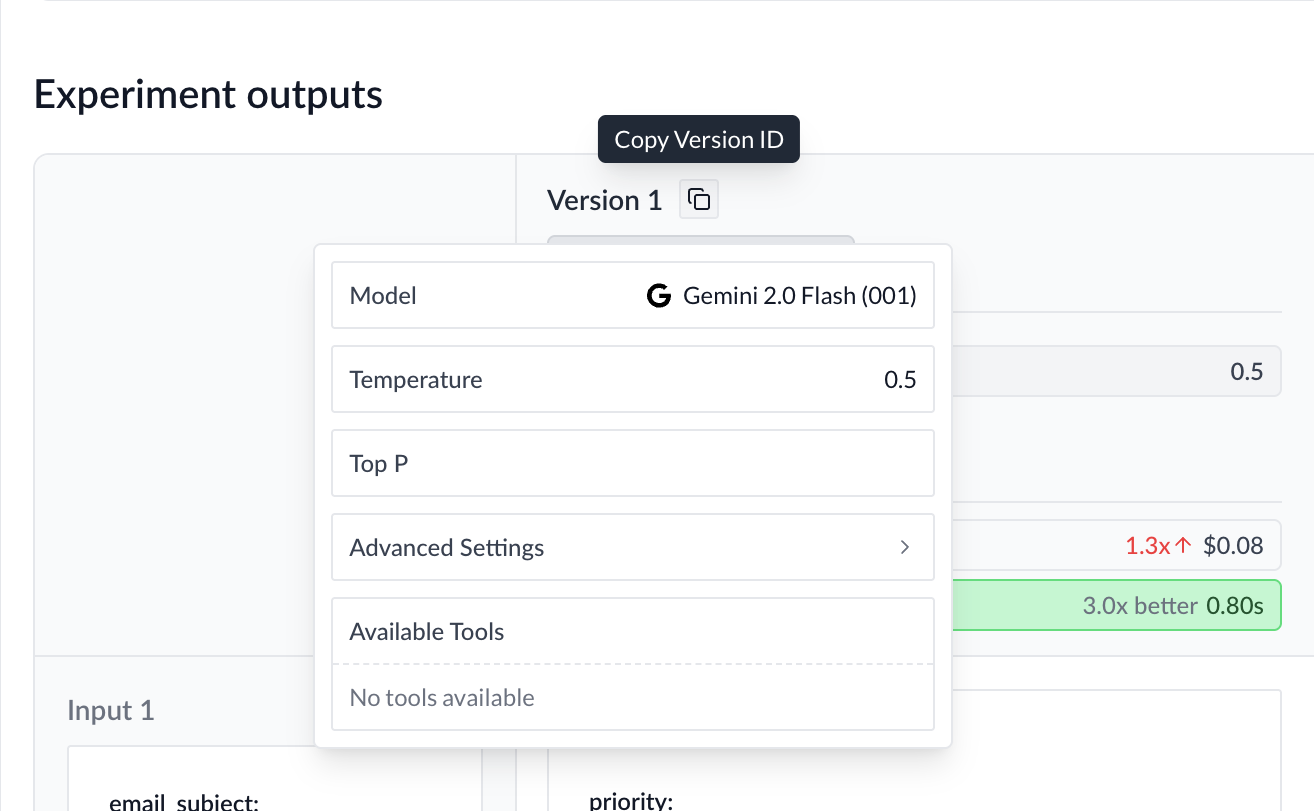 Experiment outputs
Copy Version ID
Version 1
Model Gemini 2.0 Flash (001)
Temperature 0.5
0.5
Top P
Advanced Settings
1.3x↑ $0.08
3.0x better 0.80s
Available Tools
No tools available
Input 1
email_subject:
priority: